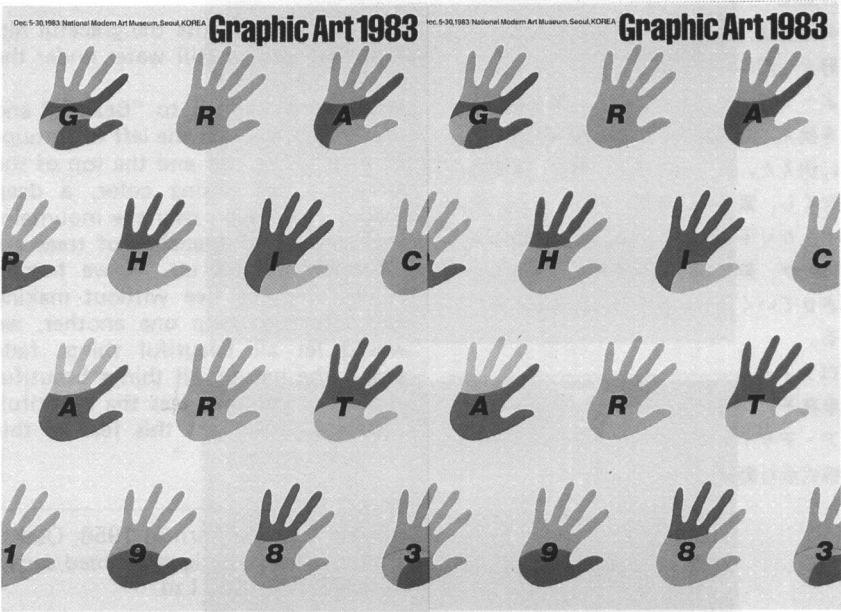 Dec. 5-30,1983 National Modern Art Museum, Seoul, KOREA Graphic Art 1983
G R A
P H I C
A R T
1 9 8 3
ec. 5-30,1983 National Modern Art Museum, Seoul, KOREA Graphic Art 1983
G R A
H I C
A R T
9 8 3